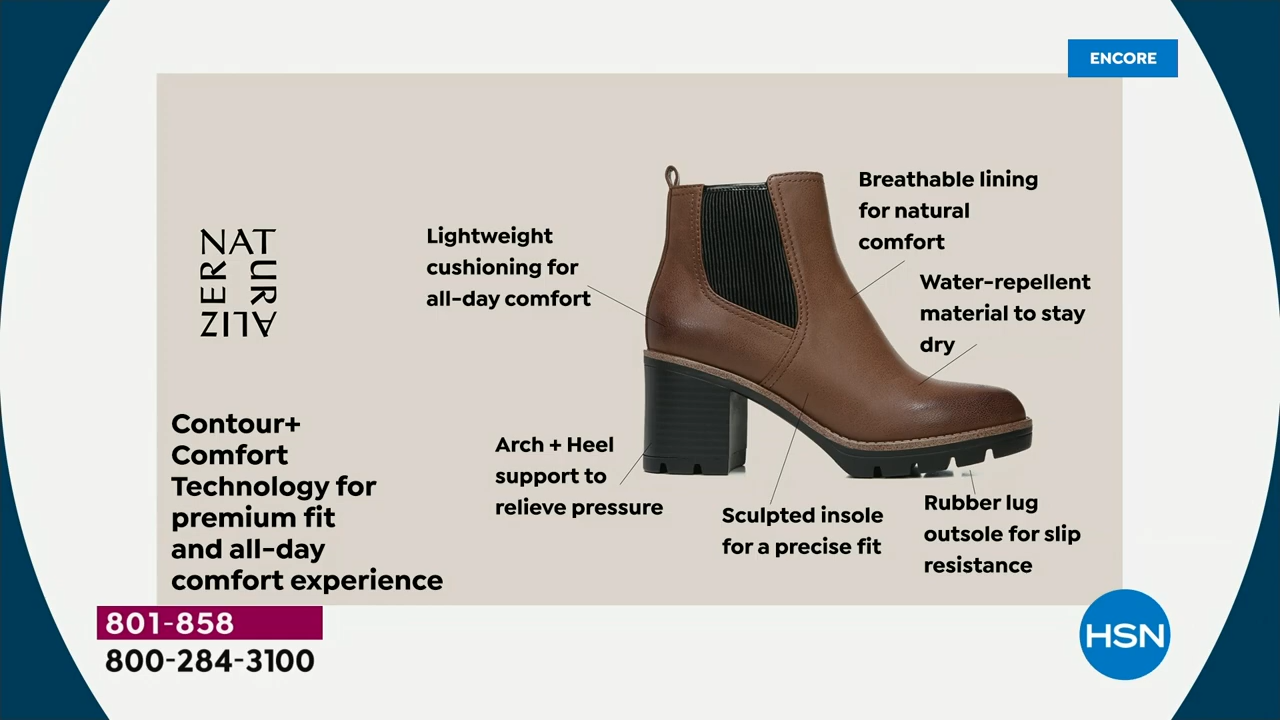 ENCORE
NAT
URAL
IZ
ER
Lightweight
cushioning for
all-day comfort
Breathable lining
for natural
comfort
Water-repellent
material to stay
dry
Contour+
Comfort
Technology for
premium fit
and all-day
comfort experience
Arch + Heel
support to
relieve pressure
Sculpted insole
for a precise fit
Rubber lug
outsole for slip
resistance
801-858
800-284-3100
HSN